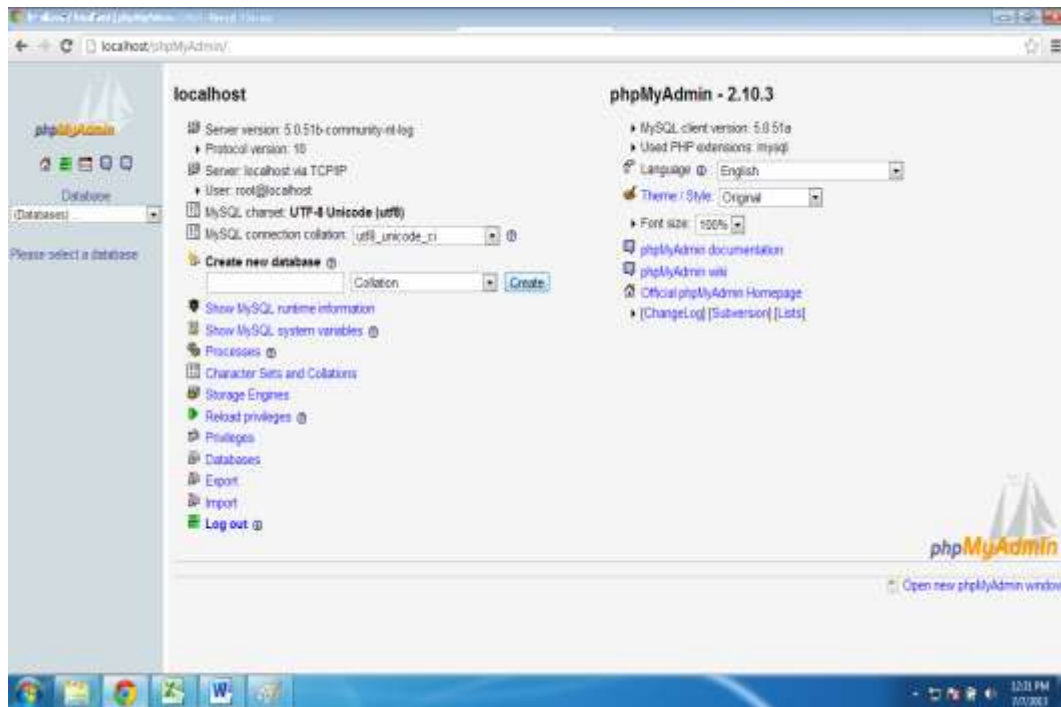 localhost/phpMyAdmin/
phpMyAdmin
Database
(Databases)
Please select a database
localhost
Server version: 5.0.51b-community-nt-log
Protocol version: 10
Server: localhost via TCP/IP
User: root@localhost
MySQL charset: UTF-8 Unicode (utf8)
MySQL connection collation: utf8_unicode_ci
Create new database
Collation Create
Show MySQL runtime information
Show MySQL system variables
Processes
Character Sets and Collations
Storage Engines
Reload privileges
Privileges
Databases
Export
Import
Log out
phpMyAdmin - 2.10.3
MySQL client version: 5.0.51a
Used PHP extensions: mysql
Language English
Theme / Style: Original
Font size: 100%
phpMyAdmin documentation
phpMyAdmin wiki
Official phpMyAdmin Homepage
[ChangeLog] [Subversion] [Lists]
phpMyAdmin
Open new phpMyAdmin window
12:31 PM